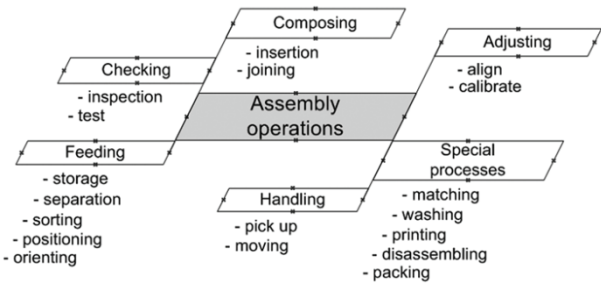 Composing
- insertion
- joining
Adjusting
- align
- calibrate
Checking
- inspection
- test
Assembly
operations
Feeding
- storage
- separation
- sorting
- positioning
- orienting
Handling
- pick up
- moving
Special
processes
- matching
- washing
- printing
- disassembling
- packing